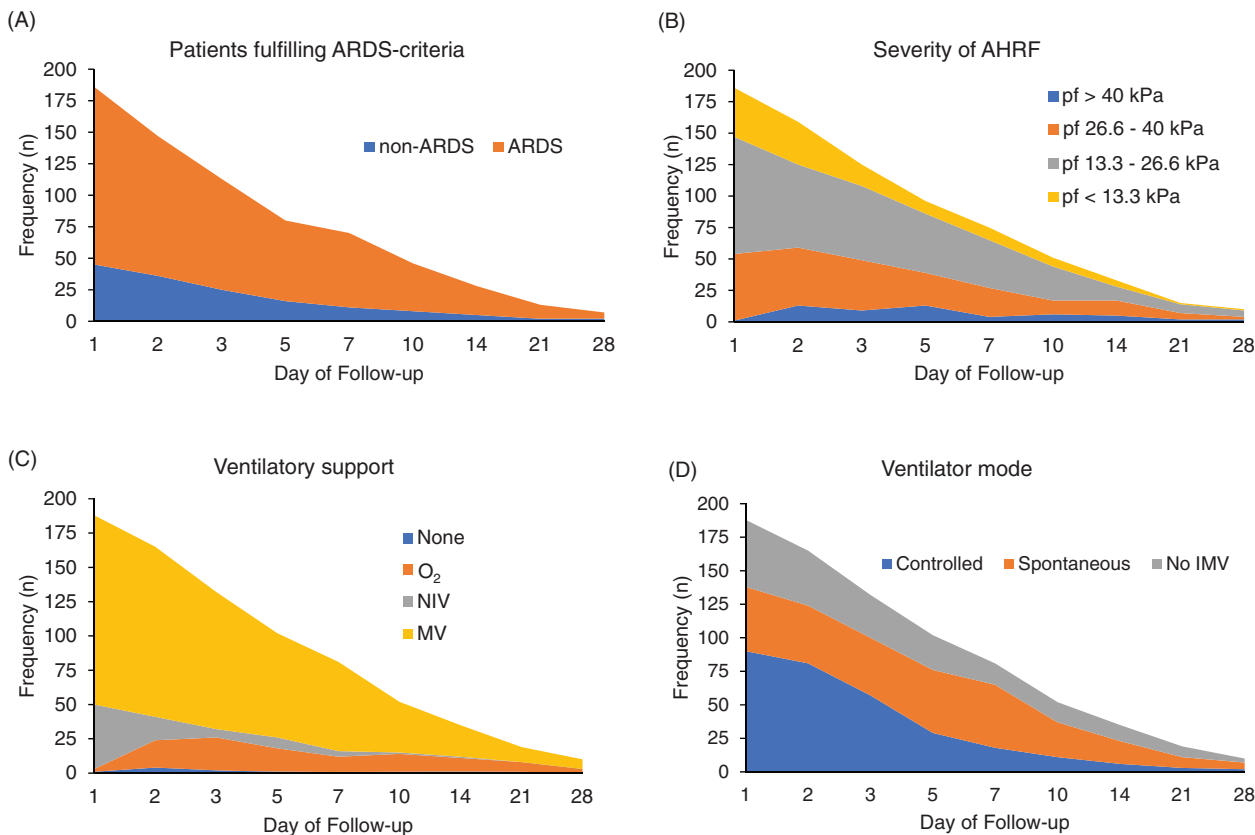 (A)
Patients fulfilling ARDS-criteria
Frequency (n)
200
175
150
125
100
75
50
25
0
non-ARDS ARDS
1 2 3 5 7 10 14 21 28
Day of Follow-up
(B)
Severity of AHRF
Frequency (n)
200
175
150
125
100
75
50
25
0
pf > 40 kPa
pf 26.6 - 40 kPa
pf 13.3 - 26.6 kPa
pf < 13.3 kPa
1 2 3 5 7 10 14 21 28
Day of Follow-up
(C)
Ventilatory support
Frequency (n)
200
175
150
125
100
75
50
25
0
None
O₂
NIV
MV
1 2 3 5 7 10 14 21 28
Day of Follow-up
(D)
Ventilator mode
Frequency (n)
200
175
150
125
100
75
50
25
0
Controlled Spontaneous No IMV
1 2 3 5 7 10 14 21 28
Day of Follow-up